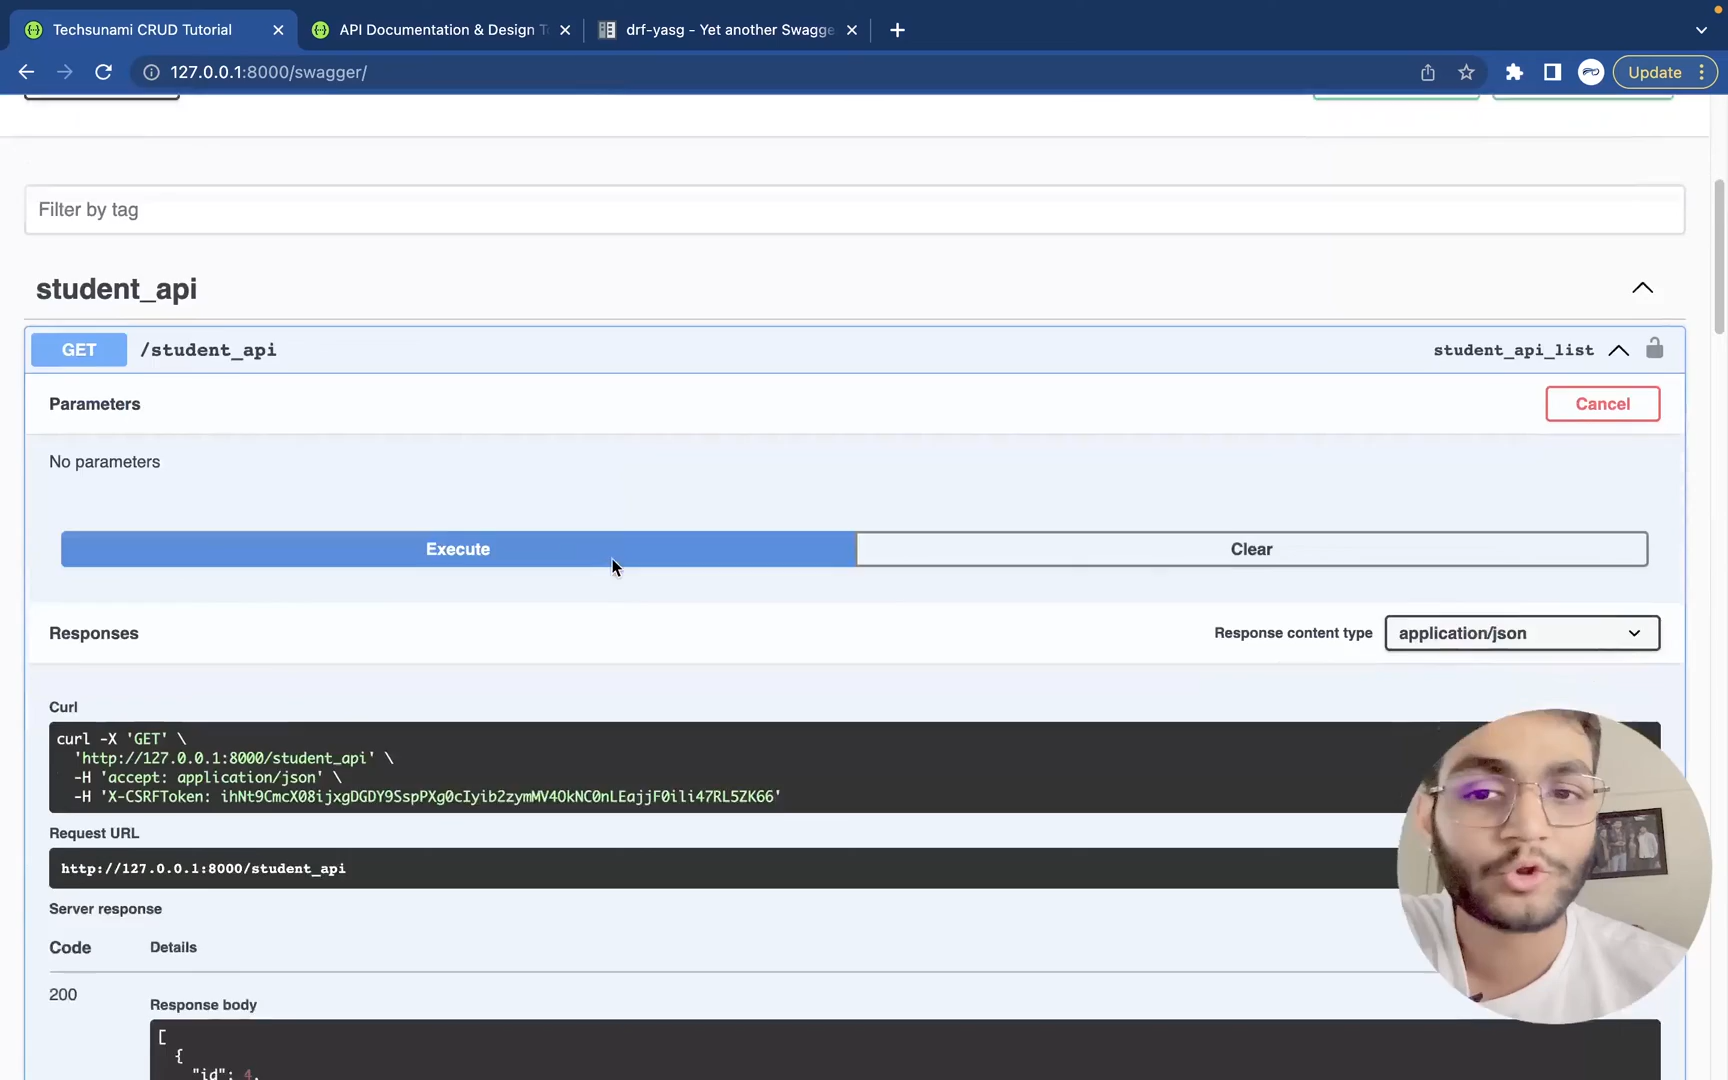 Techsunami CRUD Tutorial
API Documentation & Design T
drf-yasg - Yet another Swagge
127.0.0.1:8000/swagger/
Update
Filter by tag
student_api
GET /student_api student_api_list
Parameters Cancel
No parameters
Execute Clear
Responses Response content type application/json
Curl
curl -X 'GET' \
'http://127.0.0.1:8000/student_api' \
-H 'accept: application/json' \
-H 'X-CSRFToken: ihNt9CmcX08ijxgDGDY9SspPXg0cIyib2zymMV4OkNC0nLEajjF0ili47RL5ZK66'
Request URL
http://127.0.0.1:8000/student_api
Server response
Code Details
200
Response body
[
{
"id": 4,